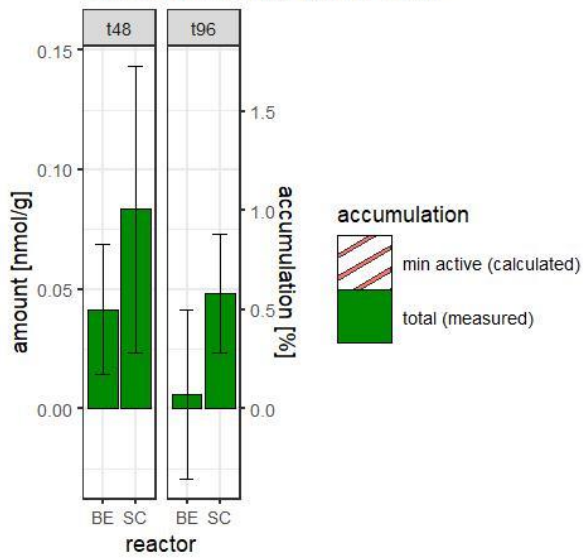 t48 t96
0.15
0.10
0.05
0.00
amount [nmol/g]
1.5
1.0
0.5
0.0
accumulation [%]
BE SC BE SC
reactor
accumulation
min active (calculated)
total (measured)